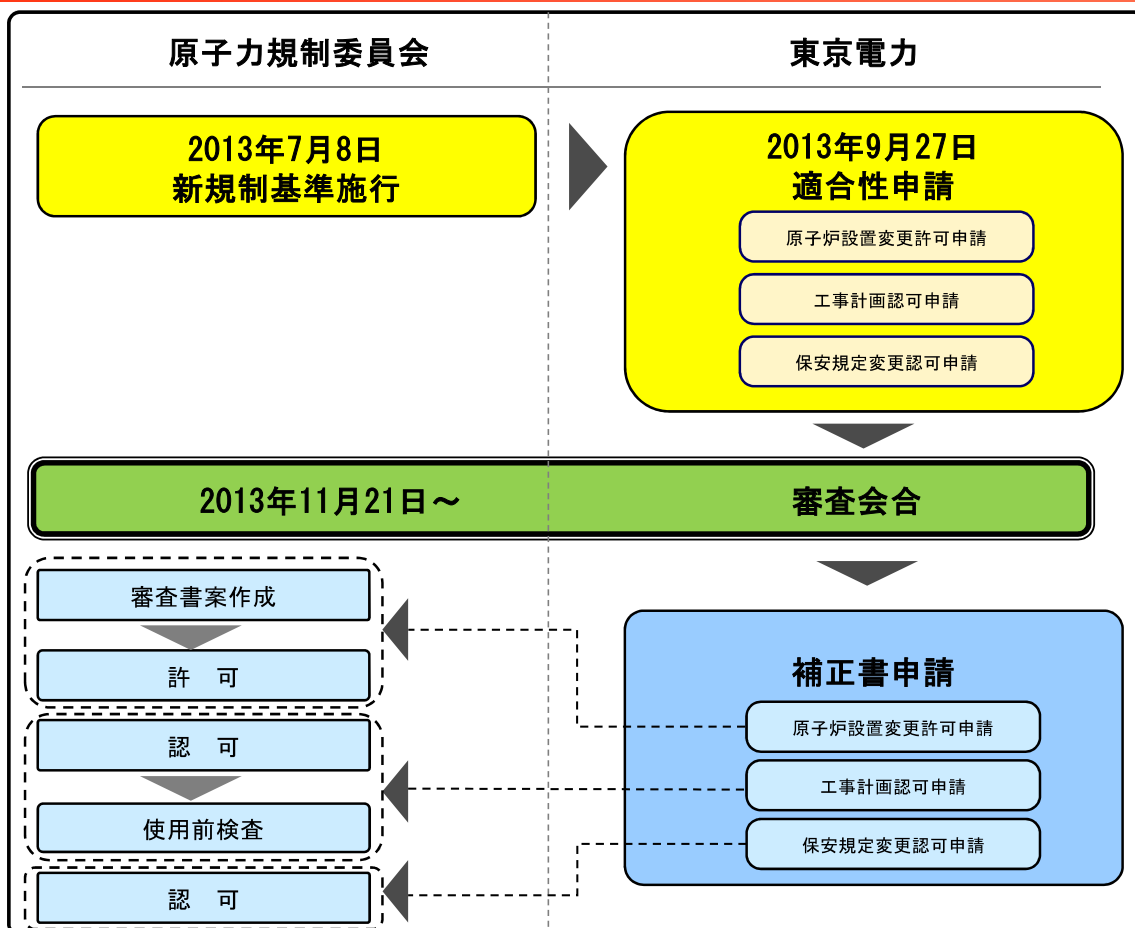 原子力規制委員会
東京電力
2013年7月8日
新規制基準施行
2013年9月27日
適合性申請
原子炉設置変更許可申請
工事計画認可申請
保安規定変更認可申請
2013年11月21日～
審査会合
審査書案作成
許　可
認　可
使用前検査
認　可
補正書申請
原子炉設置変更許可申請
工事計画認可申請
保安規定変更認可申請